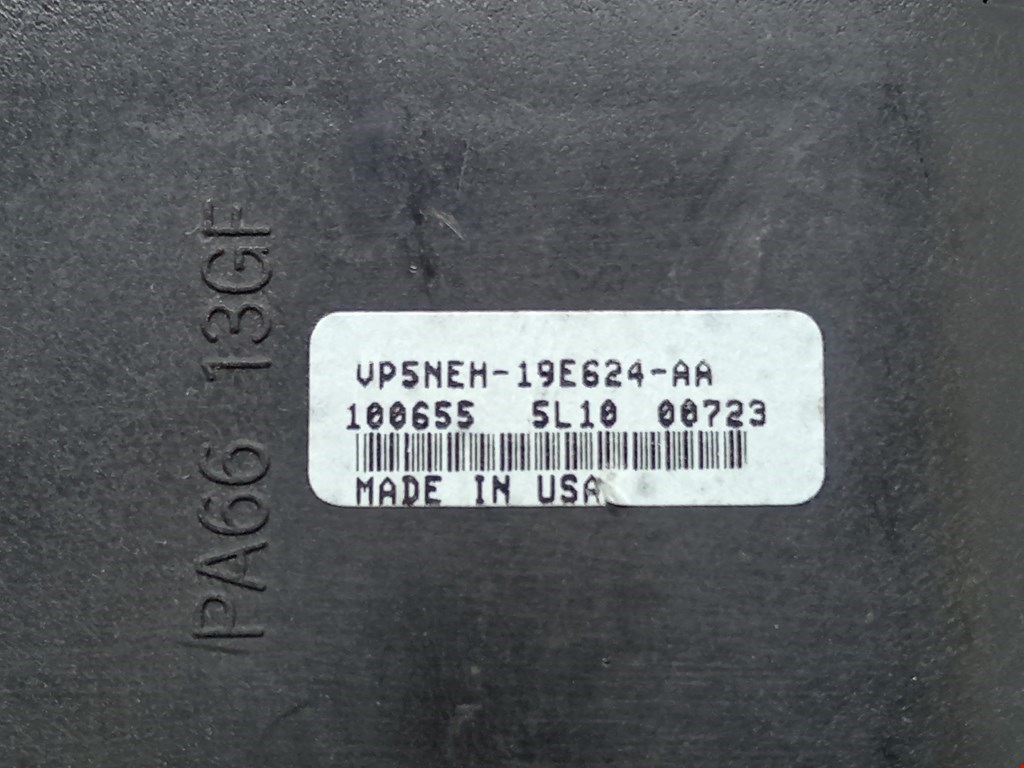 PA66 13GF
VP5NEH-19E624-AA
100655 5L10 00723
MADE IN USA